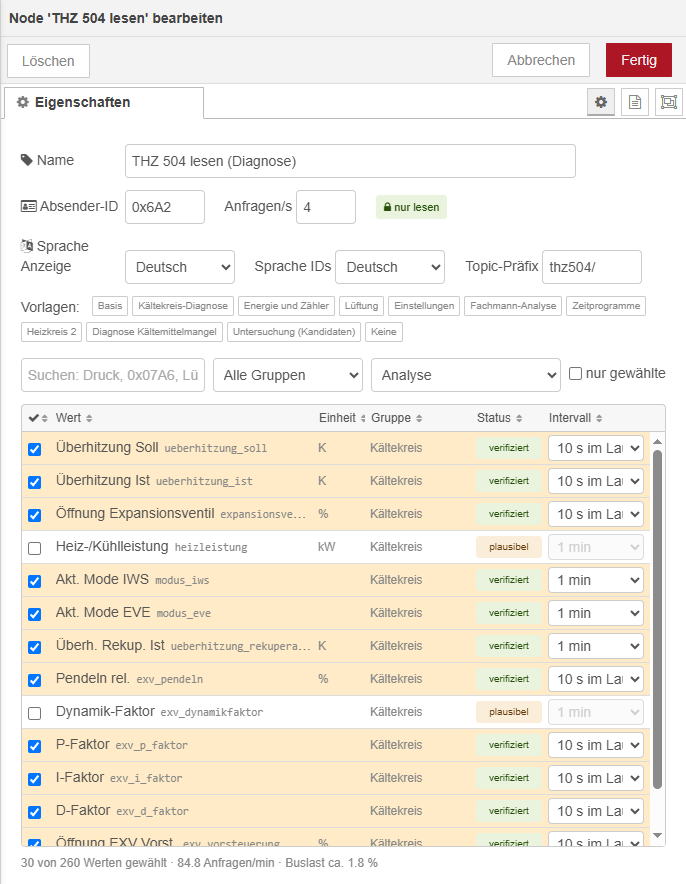 Node 'THZ 504 lesen' bearbeiten
Löschen Abbrechen Fertig
Eigenschaften
Name THZ 504 lesen (Diagnose)
Absender-ID 0x6A2 Anfragen/s 4 nur lesen
Sprache
Anzeige Deutsch Sprache IDs Deutsch Topic-Präfix thz504/
Vorlagen: Basis Kältekreis-Diagnose Energie und Zähler Lüftung Einstellungen Fachmann-Analyse Zeitprogramme
Heizkreis 2 Diagnose Kältemittelmangel Untersuchung (Kandidaten) Keine
Suchen: Druck, 0x07A6, Lü Alle Gruppen Analyse nur gewählte
Wert Einheit Gruppe Status Intervall
Überhitzung Soll ueberhitzung_soll K Kältekreis verifiziert 10 s im Lau
Überhitzung Ist ueberhitzung_ist K Kältekreis verifiziert 10 s im Lau
Öffnung Expansionsventil expansionsve... % Kältekreis verifiziert 10 s im Lau
Heiz-/Kühlleistung heizleistung kW Kältekreis plausibel 1 min
Akt. Mode IWS modus_iws Kältekreis verifiziert 1 min
Akt. Mode EVE modus_eve Kältekreis verifiziert 1 min
Überh. Rekup. Ist ueberhitzung_rekupera... K Kältekreis verifiziert 1 min
Pendeln rel. exv_pendeln % Kältekreis verifiziert 10 s im Lau
Dynamik-Faktor exv_dynamikfaktor Kältekreis plausibel 1 min
P-Faktor exv_p_faktor Kältekreis verifiziert 10 s im Lau
I-Faktor exv_i_faktor Kältekreis verifiziert 10 s im Lau
D-Faktor exv_d_faktor Kältekreis verifiziert 10 s im Lau
Öffnung EXV Vorst. exv_vorsteuerung % Kältekreis verifiziert 10 s im Lau
30 von 260 Werten gewählt · 84.8 Anfragen/min · Buslast ca. 1.8 %